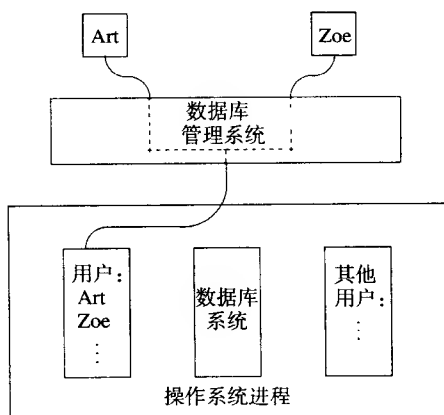 Art
Zoe
数据库
管理系统
用户：
Art
Zoe
⋮
数据库
系统
其他
用户：
⋮
操作系统进程